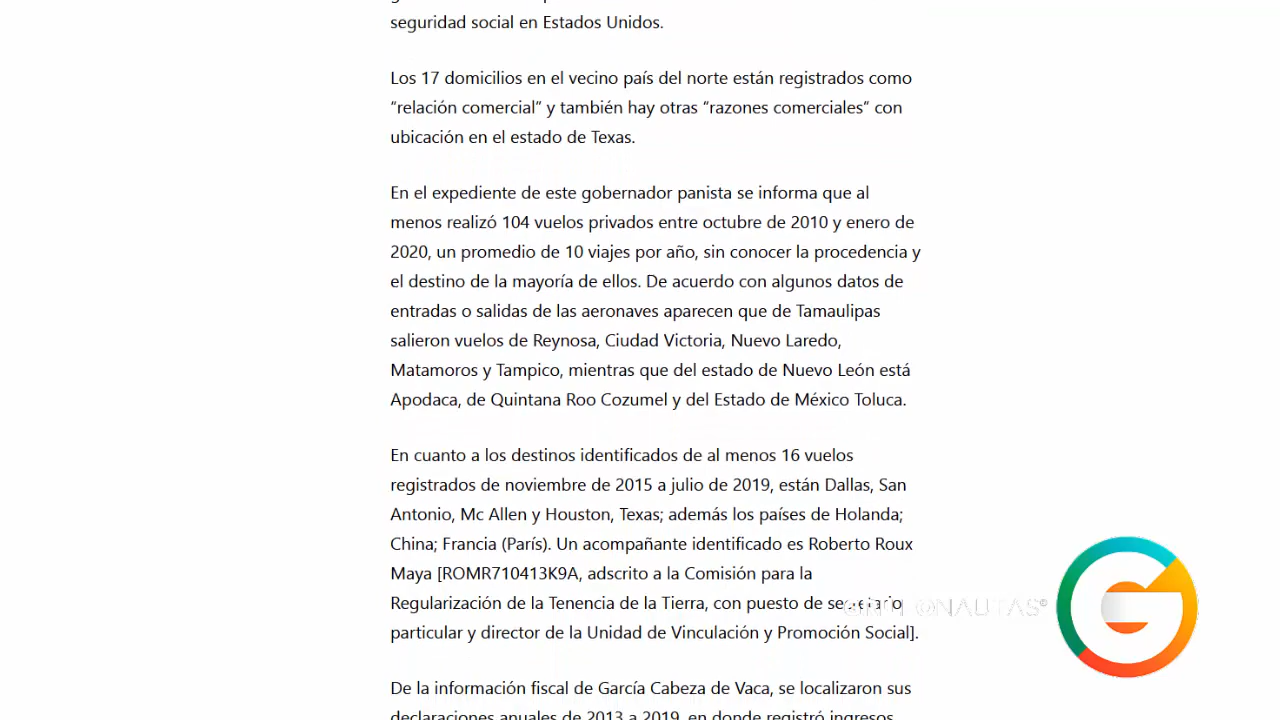 seguridad social en Estados Unidos.
Los 17 domicilios en el vecino país del norte están registrados como
“relación comercial” y también hay otras “razones comerciales” con
ubicación en el estado de Texas.
En el expediente de este gobernador panista se informa que al
menos realizó 104 vuelos privados entre octubre de 2010 y enero de
2020, un promedio de 10 viajes por año, sin conocer la procedencia y
el destino de la mayoría de ellos. De acuerdo con algunos datos de
entradas o salidas de las aeronaves aparecen que de Tamaulipas
salieron vuelos de Reynosa, Ciudad Victoria, Nuevo Laredo,
Matamoros y Tampico, mientras que del estado de Nuevo León está
Apodaca, de Quintana Roo Cozumel y del Estado de México Toluca.
En cuanto a los destinos identificados de al menos 16 vuelos
registrados de noviembre de 2015 a julio de 2019, están Dallas, San
Antonio, Mc Allen y Houston, Texas; además los países de Holanda;
China; Francia (París). Un acompañante identificado es Roberto Roux
Maya [ROMR710413K9A, adscrito a la Comisión para la
Regularización de la Tenencia de la Tierra, con puesto de secretario
particular y director de la Unidad de Vinculación y Promoción Social].
De la información fiscal de García Cabeza de Vaca, se localizaron sus
declaraciones anuales de 2013 a 2019, en donde registró ingresos